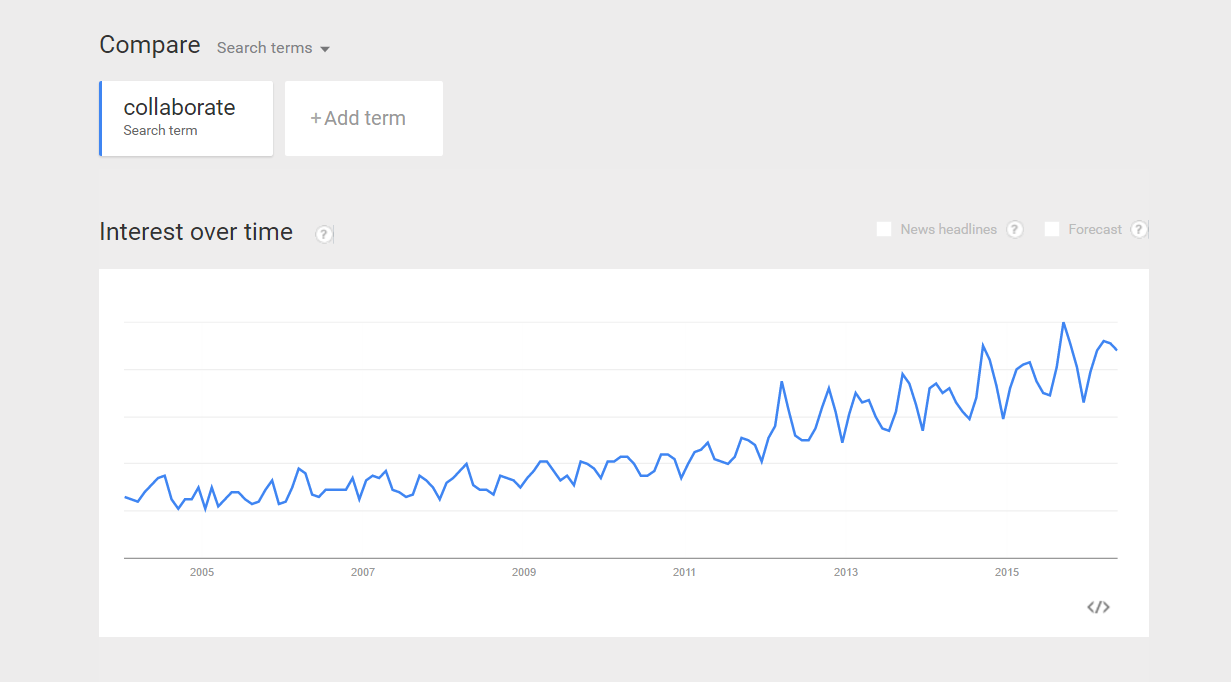 Compare Search terms
collaborate
Search term
+Add term
Interest over time ?
News headlines ? Forecast ?
2005 2007 2009 2011 2013 2015
</>